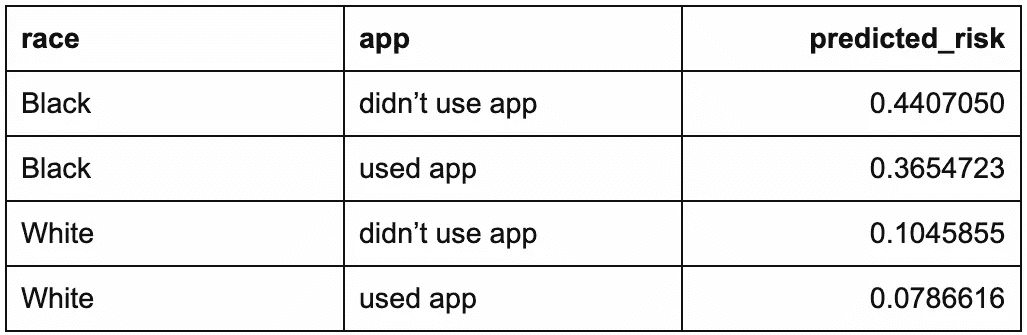 race app predicted_risk
Black didn’t use app 0.4407050
Black used app 0.3654723
White didn’t use app 0.1045855
White used app 0.0786616